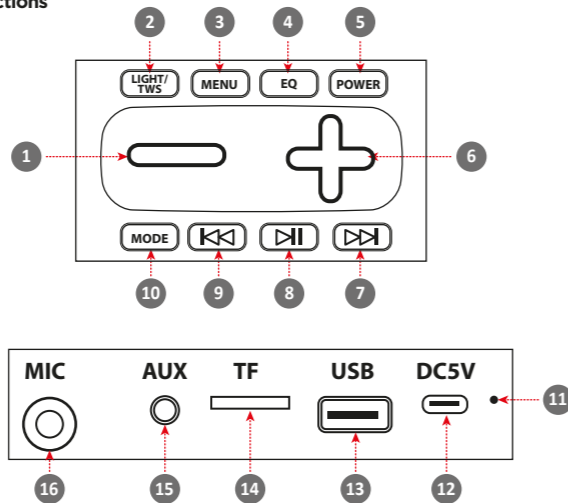 2 3 4 5
LIGHT/
TWS MENU EQ POWER
1 6
MODE
10 9 8 7
MIC AUX TF USB DC5V
11
16 15 14 13 12